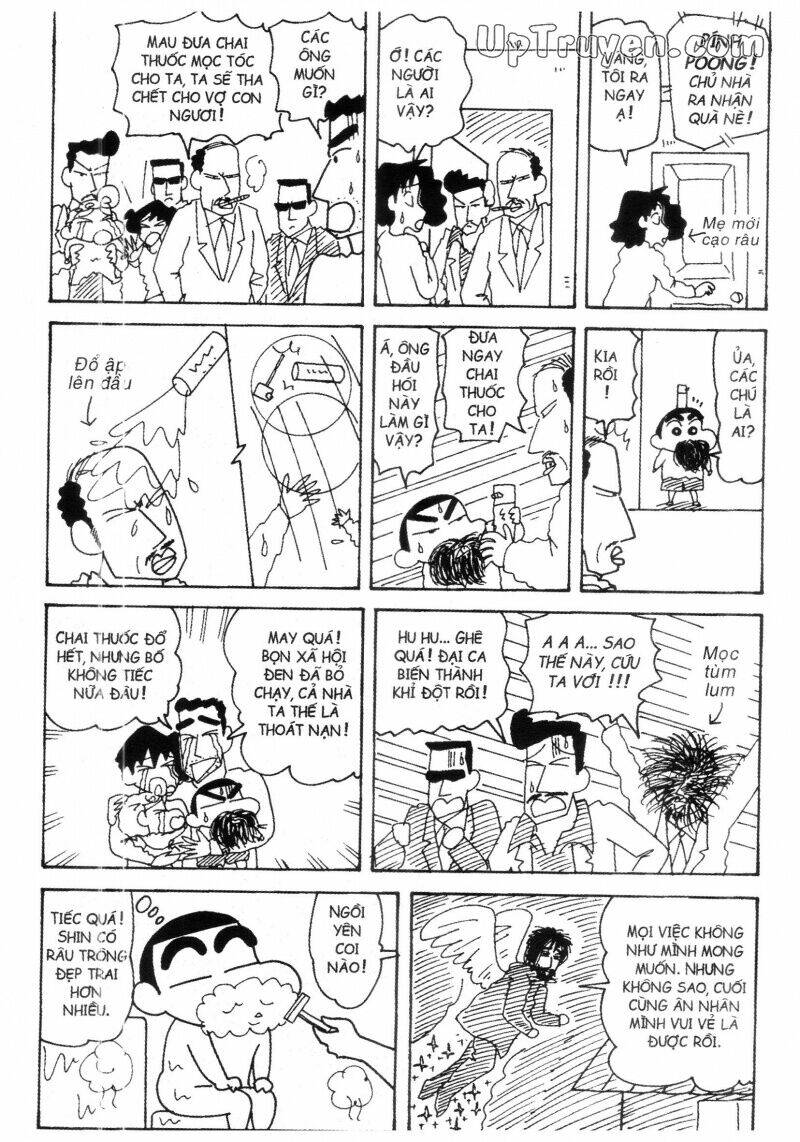 UpTruyen.com
PING POONG!
CHỦ NHÀ
RA NHẬN
QUÀ NÈ!
VÂNG,
TÔI RA
NGAY
Ạ!
Mẹ mới
cạo râu
Ớ! CÁC
NGƯỜI
LÀ AI
VẬY?
CÁC
ÔNG
MUỐN
GÌ?
MAU ĐƯA CHAI
THUỐC MỌC TÓC
CHO TA, TA SẼ THA
CHẾT CHO VỢ CON
NGƯƠI!
ỦA,
CÁC
CHÚ
LÀ
AI?
KIA
RỒI
!
ĐƯA
NGAY
CHAI
THUỐC
CHO
TA!
Á, ÔNG
ĐẦU
HÓI
NÀY
LÀM GÌ
VẬY?
Đổ ập
lên đầu
Mọc
tùm
lum
A A A... SAO
THẾ NÀY, CỨU
TA VỚI !!!
HU HU... GHÊ
QUÁ! ĐẠI CA
BIẾN THÀNH
KHỈ ĐỘT RỒI!
MAY QUÁ!
BỌN XÃ HỘI
ĐEN ĐÃ BỎ
CHẠY, CẢ NHÀ
TA THẾ LÀ
THOÁT NẠN!
CHAI THUỐC ĐỔ
HẾT, NHƯNG BỐ
KHÔNG TIẾC
NỮA ĐÂU!
MỌI VIỆC KHÔNG
NHƯ MÌNH MONG
MUỐN. NHƯNG
KHÔNG SAO, CUỐI
CÙNG ÂN NHÂN
MÌNH VUI VẺ LÀ
ĐƯỢC RỒI.
NGỒI
YÊN
COI
NÀO!
TIẾC QUÁ!
SHIN CÓ
RÂU TRÔNG
ĐẸP TRAI
HƠN
NHIỀU.